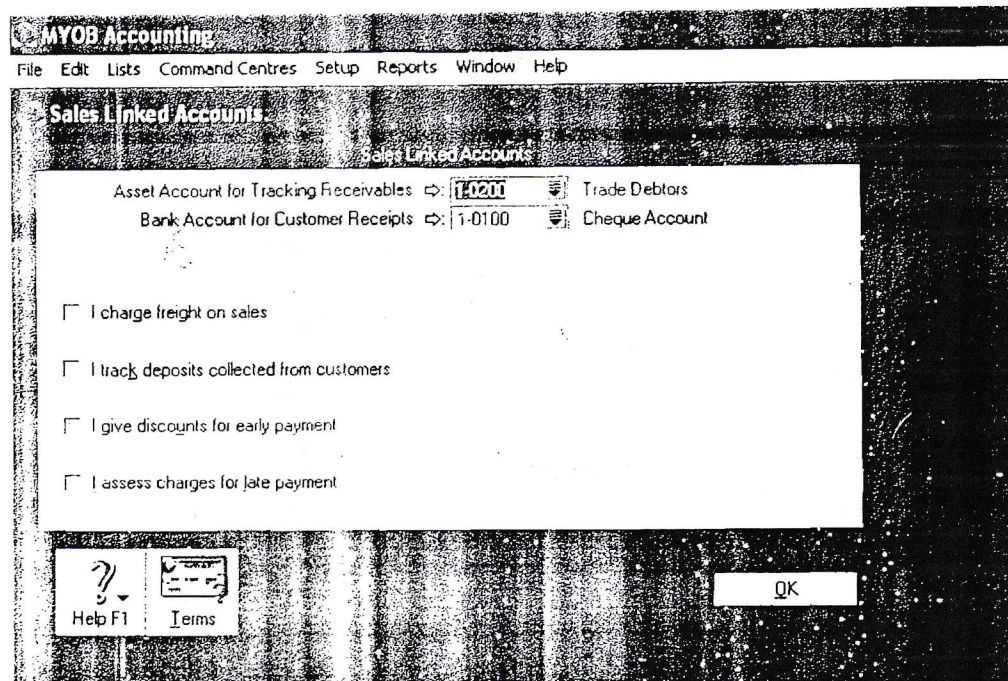 MYOB Accounting
File Edit Lists Command Centres Setup Reports Window Help
Sales Linked Accounts
Sales Linked Accounts
Asset Account for Tracking Receivables ⇨: 1-0200 Trade Debtors
Bank Account for Customer Receipts ⇨: 1-0100 Cheque Account
I charge freight on sales
I track deposits collected from customers
I give discounts for early payment
I assess charges for late payment
Help F1 Terms
OK